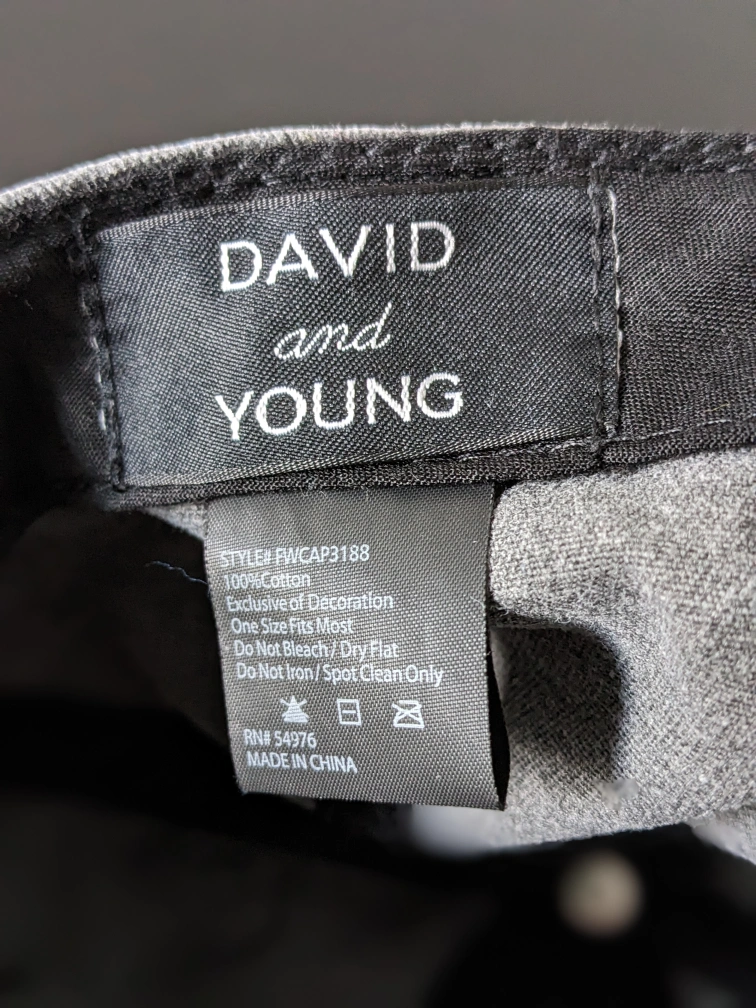 DAVID
and
YOUNG
STYLE# FWCAP3188
100%Cotton
Exclusive of Decoration
One Size Fits Most
Do Not Bleach / Dry Flat
Do Not Iron / Spot Clean Only
RN# 54976
MADE IN CHINA